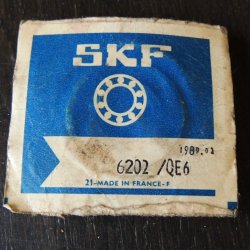 SKF
1989.02
6202 /QE6
21-MADE IN FRANCE-F